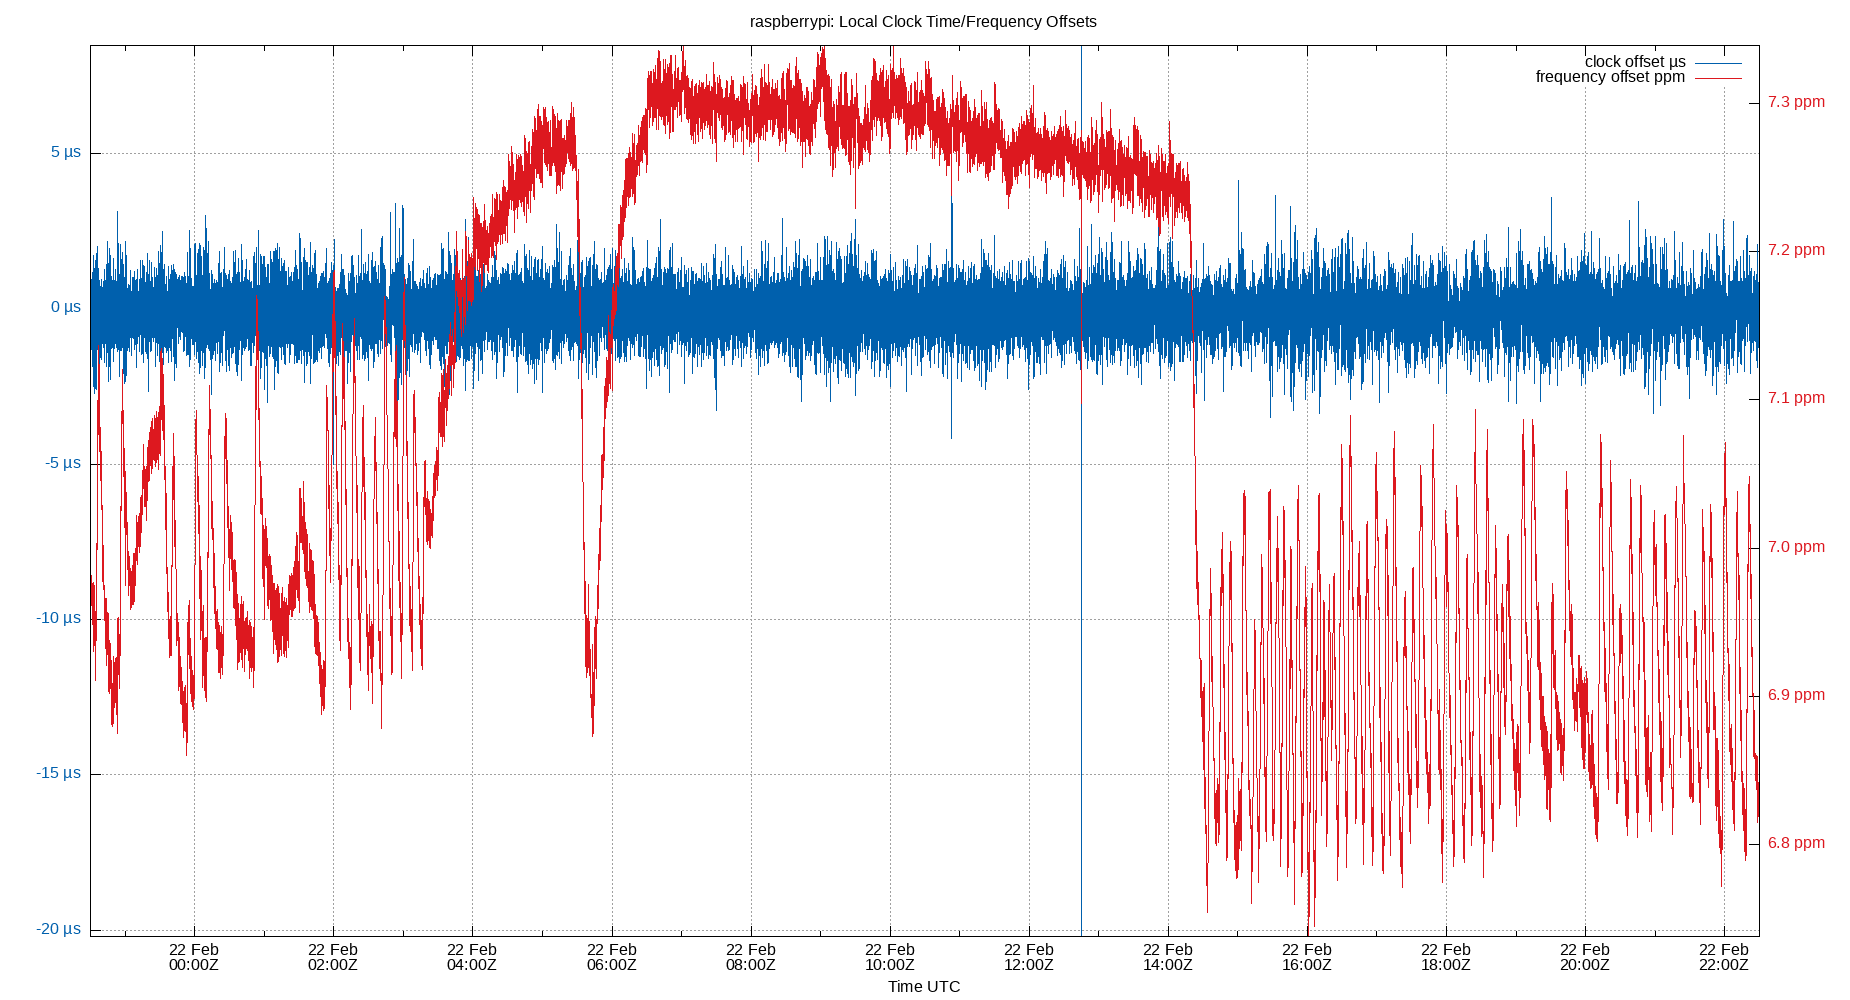 raspberrypi: Local Clock Time/Frequency Offsets
clock offset µs
frequency offset ppm
5 µs
0 µs
-5 µs
-10 µs
-15 µs
-20 µs
7.3 ppm
7.2 ppm
7.1 ppm
7.0 ppm
6.9 ppm
6.8 ppm
22 Feb 22 Feb 22 Feb 22 Feb 22 Feb 22 Feb 22 Feb 22 Feb 22 Feb 22 Feb 22 Feb 22 Feb
00:00Z 02:00Z 04:00Z 06:00Z 08:00Z 10:00Z 12:00Z 14:00Z 16:00Z 18:00Z 20:00Z 22:00Z
Time UTC